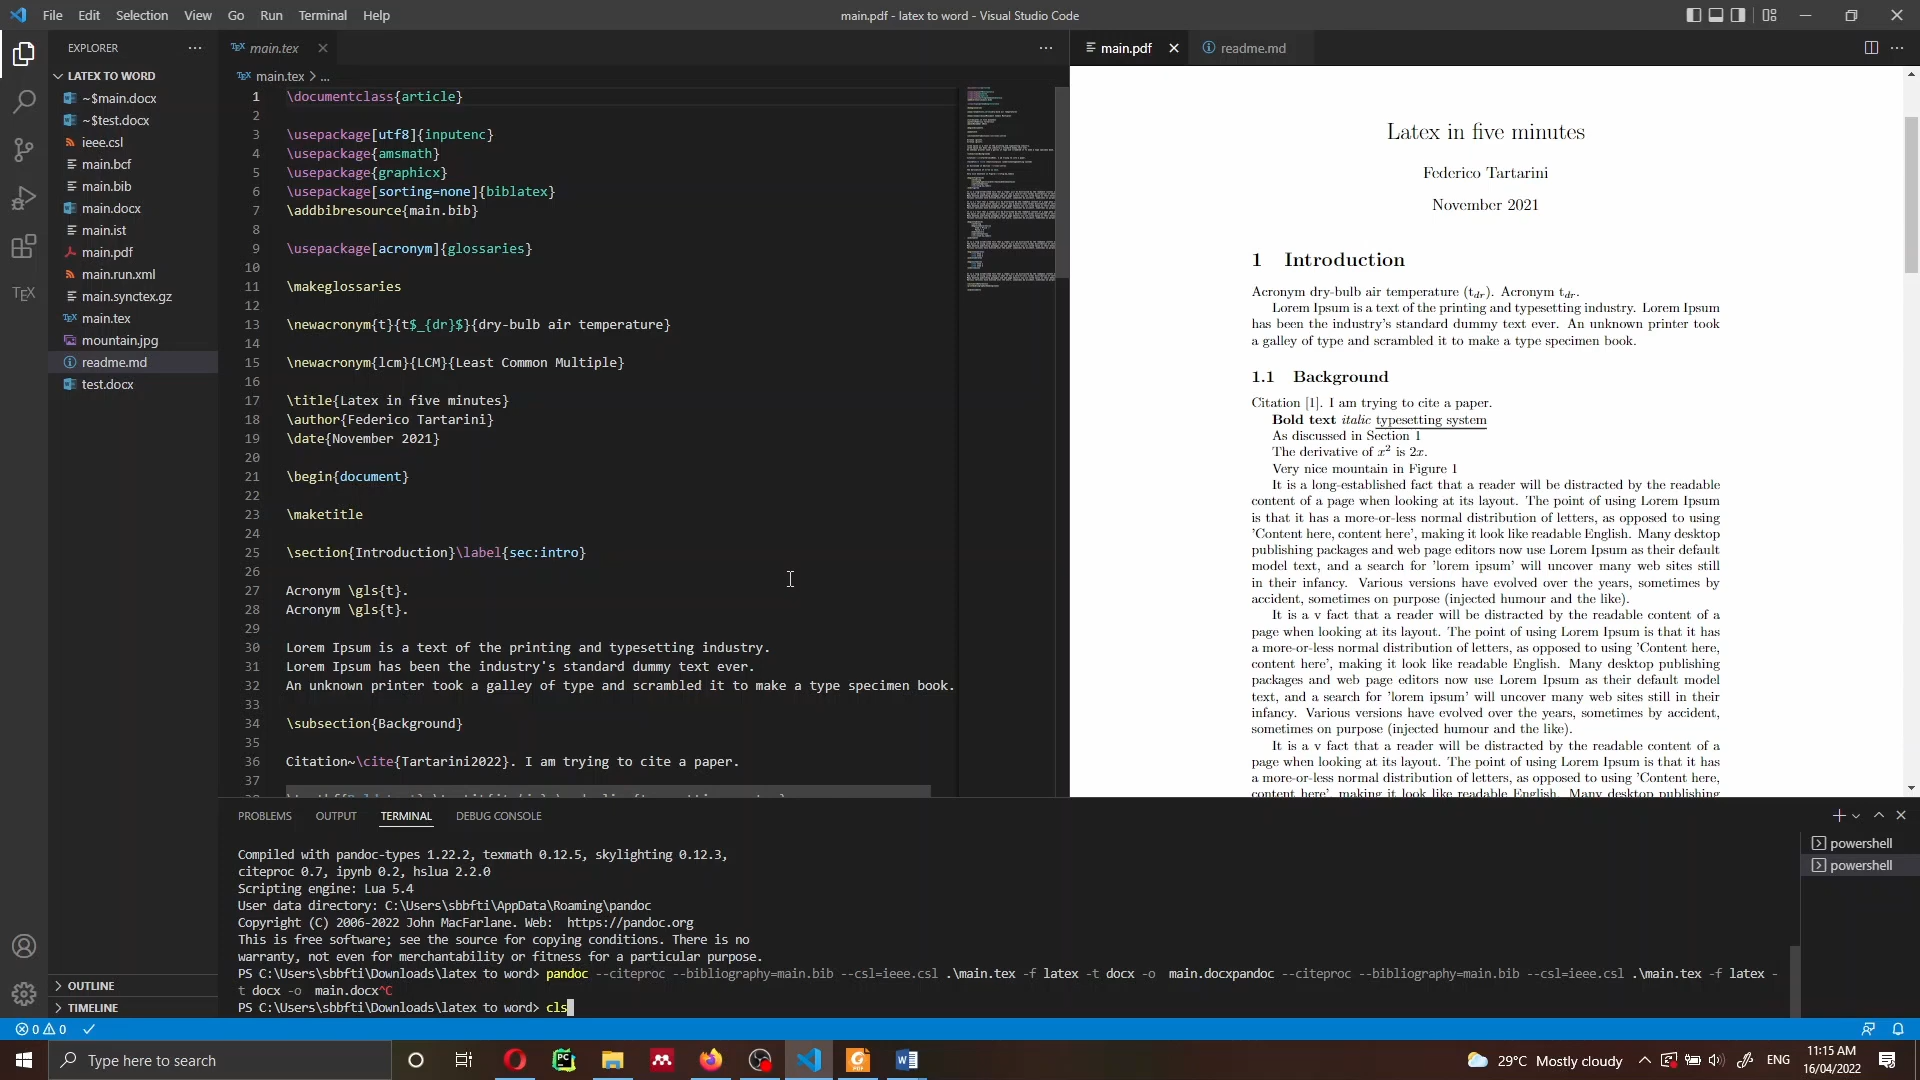 File Edit Selection View Go Run Terminal Help
main.pdf - latex to word - Visual Studio Code
EXPLORER
LATEX TO WORD
~$main.docx
~$test.docx
ieee.csl
main.bcf
main.bib
main.docx
main.ist
main.pdf
main.run.xml
main.synctex.gz
main.tex
mountain.jpg
readme.md
test.docx
OUTLINE
TIMELINE
TEX main.tex
TEX main.tex > ...
1 \documentclass{article}
2
3 \usepackage[utf8]{inputenc}
4 \usepackage{amsmath}
5 \usepackage{graphicx}
6 \usepackage[sorting=none]{biblatex}
7 \addbibresource{main.bib}
8
9 \usepackage[acronym]{glossaries}
10
11 \makeglossaries
12
13 \newacronym{t}{t$_{dr}$}{dry-bulb air temperature}
14
15 \newacronym{lcm}{LCM}{Least Common Multiple}
16
17 \title{Latex in five minutes}
18 \author{Federico Tartarini}
19 \date{November 2021}
20
21 \begin{document}
22
23 \maketitle
24
25 \section{Introduction}\label{sec:intro}
26
27 Acronym \gls{t}.
28 Acronym \gls{t}.
29
30 Lorem Ipsum is a text of the printing and typesetting industry.
31 Lorem Ipsum has been the industry's standard dummy text ever.
32 An unknown printer took a galley of type and scrambled it to make a type specimen book.
33
34 \subsection{Background}
35
36 Citation~\cite{Tartarini2022}. I am trying to cite a paper.
37
main.pdf
readme.md
Latex in five minutes
Federico Tartarini
November 2021
1 Introduction
Acronym dry-bulb air temperature (t_dr). Acronym t_dr.
Lorem Ipsum is a text of the printing and typesetting industry. Lorem Ipsum
has been the industry's standard dummy text ever. An unknown printer took
a galley of type and scrambled it to make a type specimen book.
1.1 Background
Citation [1]. I am trying to cite a paper.
Bold text italic typesetting system
As discussed in Section 1
The derivative of x² is 2x.
Very nice mountain in Figure 1
It is a long-established fact that a reader will be distracted by the readable
content of a page when looking at its layout. The point of using Lorem Ipsum
is that it has a more-or-less normal distribution of letters, as opposed to using
'Content here, content here', making it look like readable English. Many desktop
publishing packages and web page editors now use Lorem Ipsum as their default
model text, and a search for 'lorem ipsum' will uncover many web sites still
in their infancy. Various versions have evolved over the years, sometimes by
accident, sometimes on purpose (injected humour and the like).
It is a v fact that a reader will be distracted by the readable content of a
page when looking at its layout. The point of using Lorem Ipsum is that it has
a more-or-less normal distribution of letters, as opposed to using 'Content here,
content here', making it look like readable English. Many desktop publishing
packages and web page editors now use Lorem Ipsum as their default model
text, and a search for 'lorem ipsum' will uncover many web sites still in their
infancy. Various versions have evolved over the years, sometimes by accident,
sometimes on purpose (injected humour and the like).
It is a v fact that a reader will be distracted by the readable content of a
page when looking at its layout. The point of using Lorem Ipsum is that it has
a more-or-less normal distribution of letters, as opposed to using 'Content here,
content here', making it look like readable English. Many desktop publishing
PROBLEMS OUTPUT TERMINAL DEBUG CONSOLE
Compiled with pandoc-types 1.22.2, texmath 0.12.5, skylighting 0.12.3,
citeproc 0.7, ipynb 0.2, hslua 2.2.0
Scripting engine: Lua 5.4
User data directory: C:\Users\sbbfti\AppData\Roaming\pandoc
Copyright (C) 2006-2022 John MacFarlane. Web: https://pandoc.org
This is free software; see the source for copying conditions. There is no
warranty, not even for merchantability or fitness for a particular purpose.
PS C:\Users\sbbfti\Downloads\latex to word> pandoc --citeproc --bibliography=main.bib --csl=ieee.csl .\main.tex -f latex -t docx -o main.docxpandoc --citeproc --bibliography=main.bib --csl=ieee.csl .\main.tex -f latex -
t docx -o main.docx^C
PS C:\Users\sbbfti\Downloads\latex to word> cls
powershell
powershell
0 0
Type here to search
29°C Mostly cloudy
ENG
11:15 AM
16/04/2022